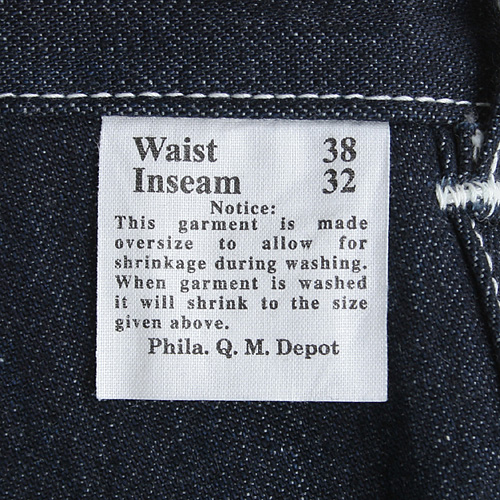 Waist 38
Inseam 32
Notice:
This garment is made
oversize to allow for
shrinkage during washing.
When garment is washed
it will shrink to the size
given above.
Phila. Q. M. Depot